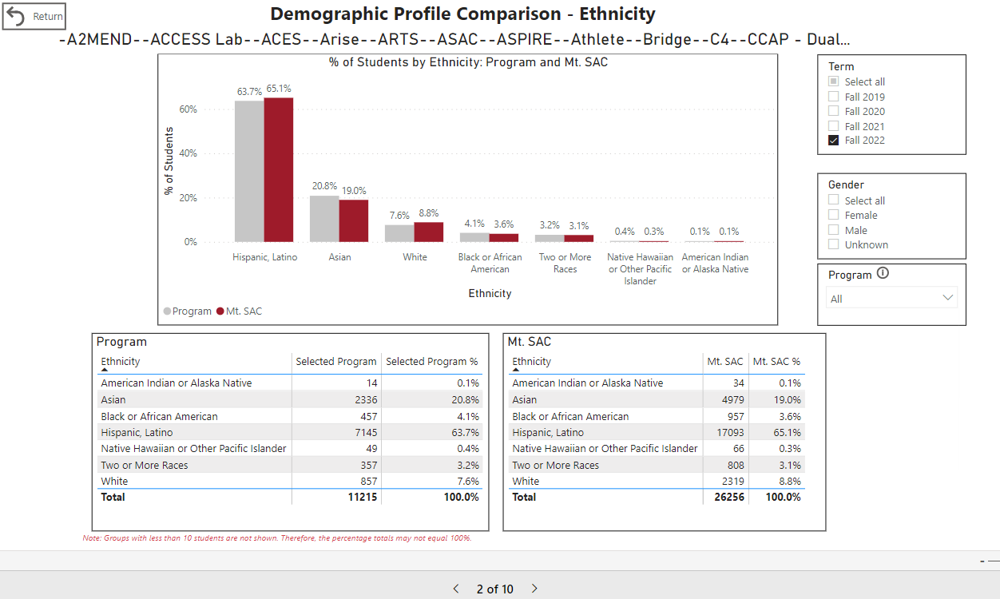 Return
Demographic Profile Comparison - Ethnicity
-A2MEND--ACCESS Lab--ACES--Arise--ARTS--ASAC--ASPIRE--Athlete--Bridge--C4--CCAP - Dual...
% of Students by Ethnicity: Program and Mt. SAC
% of Students
60%
40%
20%
0%
63.7% 65.1%
20.8% 19.0%
7.6% 8.8%
4.1% 3.6%
3.2% 3.1%
0.4% 0.3%
0.1% 0.1%
Hispanic, Latino
Asian
White
Black or African
American
Two or More
Races
Native Hawaiian
or Other Pacific
Islander
American Indian
or Alaska Native
Ethnicity
Program Mt. SAC
Term
Select all
Fall 2019
Fall 2020
Fall 2021
Fall 2022
Gender
Select all
Female
Male
Unknown
Program
All
Program
Ethnicity Selected Program Selected Program %
American Indian or Alaska Native 14 0.1%
Asian 2336 20.8%
Black or African American 457 4.1%
Hispanic, Latino 7145 63.7%
Native Hawaiian or Other Pacific Islander 49 0.4%
Two or More Races 357 3.2%
White 857 7.6%
Total 11215 100.0%
Mt. SAC
Ethnicity Mt. SAC Mt. SAC %
American Indian or Alaska Native 34 0.1%
Asian 4979 19.0%
Black or African American 957 3.6%
Hispanic, Latino 17093 65.1%
Native Hawaiian or Other Pacific Islander 66 0.3%
Two or More Races 808 3.1%
White 2319 8.8%
Total 26256 100.0%
Note: Groups with less than 10 students are not shown. Therefore, the percentage totals may not equal 100%.
-
< 2 of 10 >